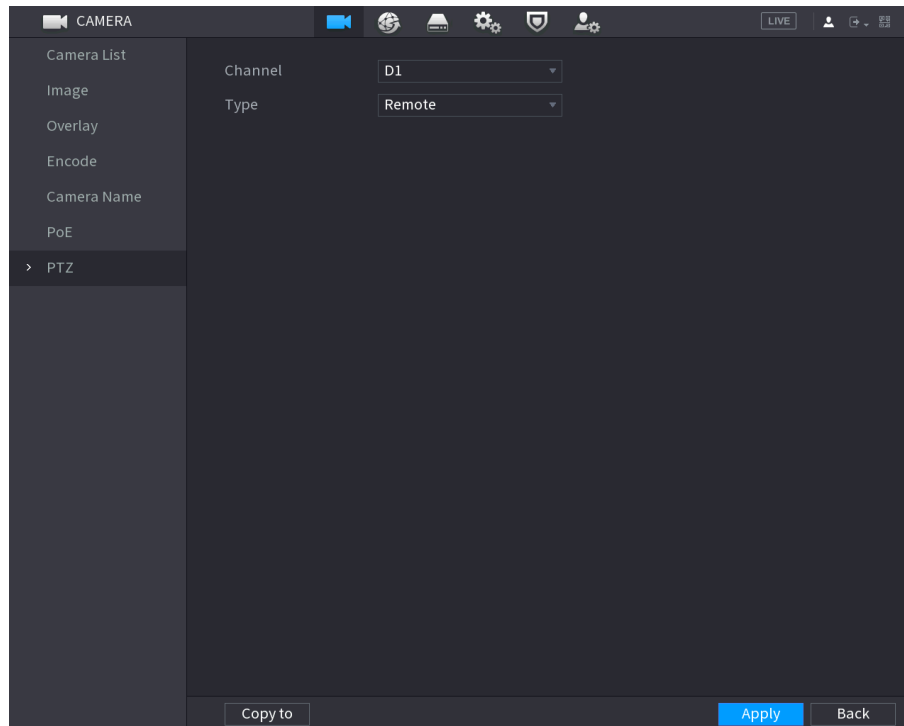 CAMERA
LIVE
Camera List
Image
Overlay
Encode
Camera Name
PoE
PTZ
Channel D1
Type Remote
Copy to
Apply
Back